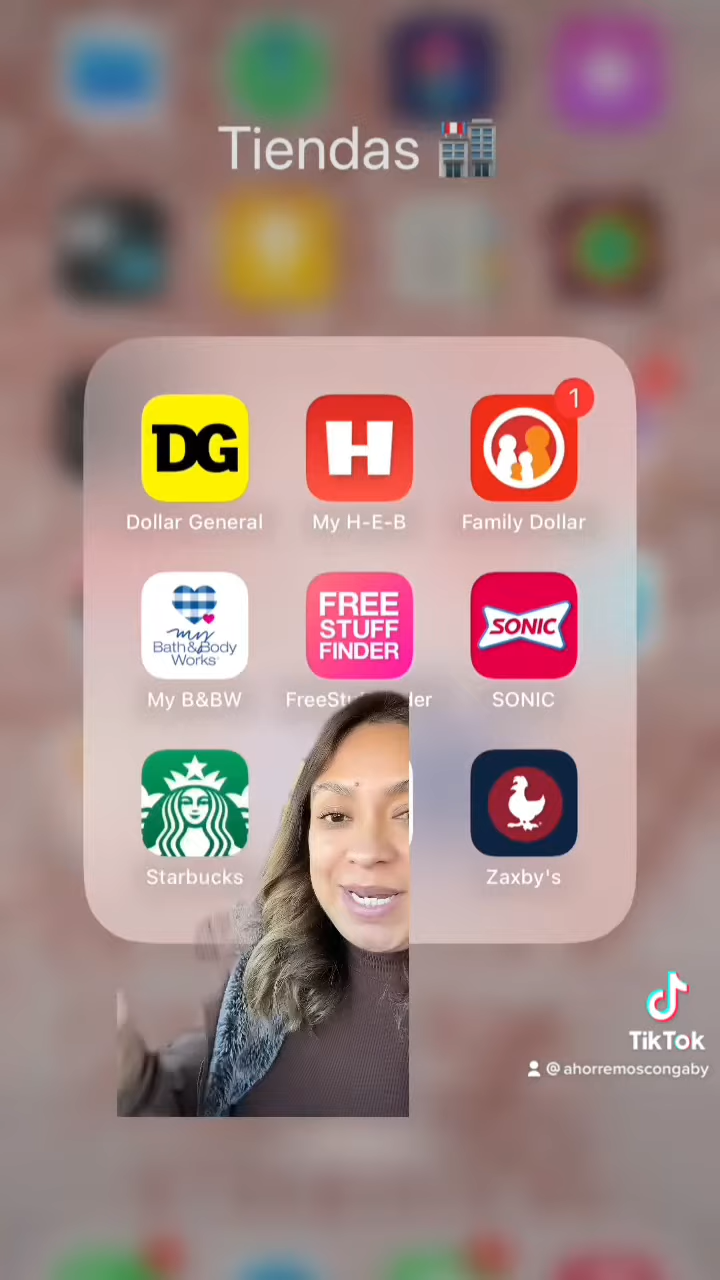 Tiendas
DG
H
1
Dollar General
My H-E-B
Family Dollar
my
Bath & Body
Works
FREE
STUFF
FINDER
SONIC
My B&BW
SONIC
Starbucks
Zaxby's
TikTok
@ahorremoscongaby